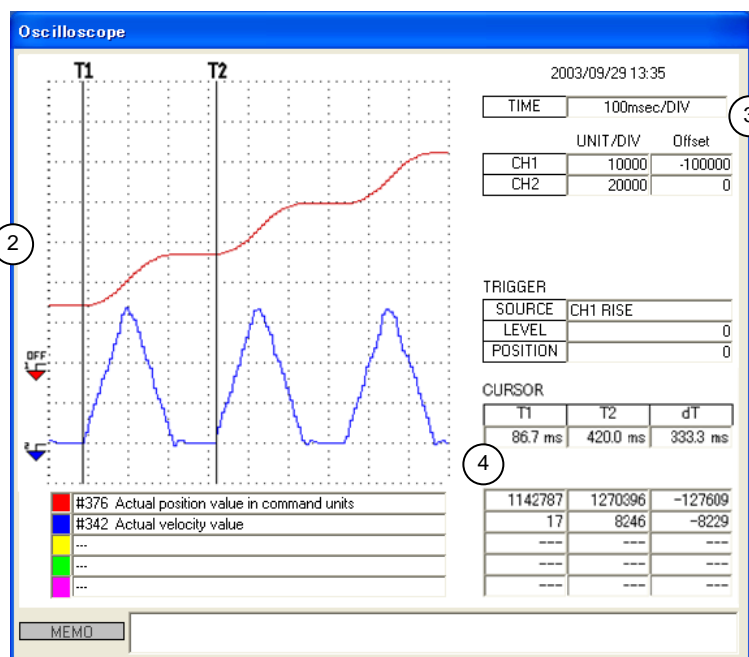 Oscilloscope
T1 T2
2003/09/29 13:35
TIME 100msec/DIV
3
UNIT/DIV Offset
CH1 10000 -100000
CH2 20000 0
2
TRIGGER
SOURCE CH1 RISE
LEVEL 0
POSITION 0
OFF
1
CURSOR
T1 T2 dT
86.7 ms 420.0 ms 333.3 ms
2
4
#376 Actual position value in command units 1142787 1270396 -127609
#342 Actual velocity value 17 8246 -8229
--- --- --- ---
--- --- --- ---
--- --- --- ---
MEMO